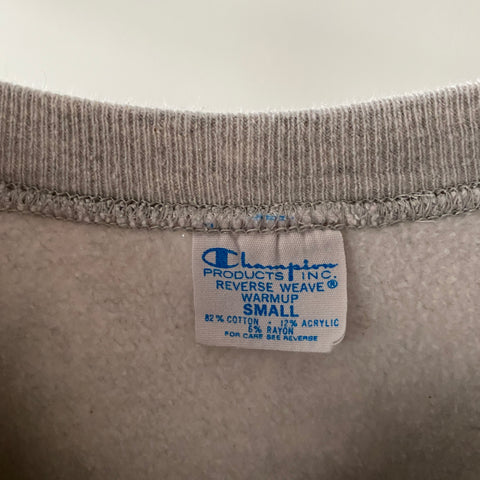 Champion
PRODUCTS INC.
REVERSE WEAVE®
WARMUP
SMALL
82% COTTON - 12% ACRYLIC
6% RAYON
FOR CARE SEE REVERSE